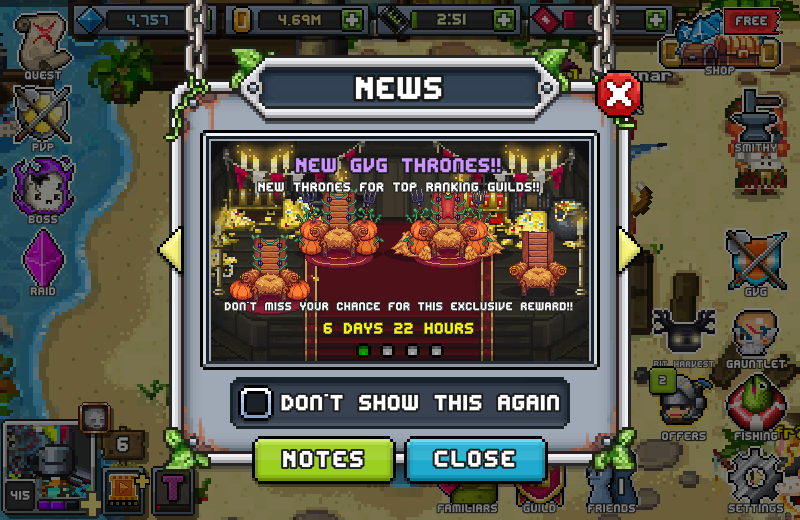 4,757
4.69M
2:51
FREE
QUEST
SHOP
NEWS
PVP
SMITHY
NEW GVG THRONES!!
NEW THRONES FOR TOP RANKING GUILDS!!
BOSS
RAID
GVG
DON'T MISS YOUR CHANCE FOR THIS EXCLUSIVE REWARD!!
6 DAYS 22 HOURS
GAUNTLET
2
DON'T SHOW THIS AGAIN
OFFERS
FISHING
6
NOTES
CLOSE
415
T
FAMILIARS
GUILD
FRIENDS
SETTINGS